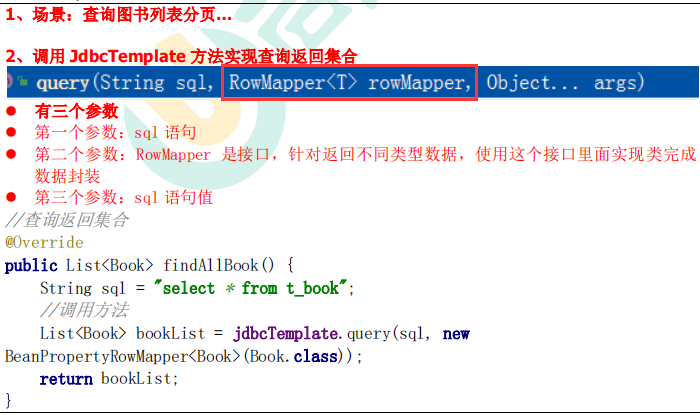 1、场景：查询图书列表分页…
2、调用 JdbcTemplate 方法实现查询返回集合
query(String sql, RowMapper<T> rowMapper, Object... args)
● 有三个参数
● 第一个参数：sql 语句
● 第二个参数：RowMapper 是接口，针对返回不同类型数据，使用这个接口里面实现类完成
数据封装
● 第三个参数：sql 语句值
//查询返回集合
@Override
public List<Book> findAllBook() {
    String sql = "select * from t_book";
    //调用方法
    List<Book> bookList = jdbcTemplate.query(sql, new
BeanPropertyRowMapper<Book>(Book.class));
    return bookList;
}